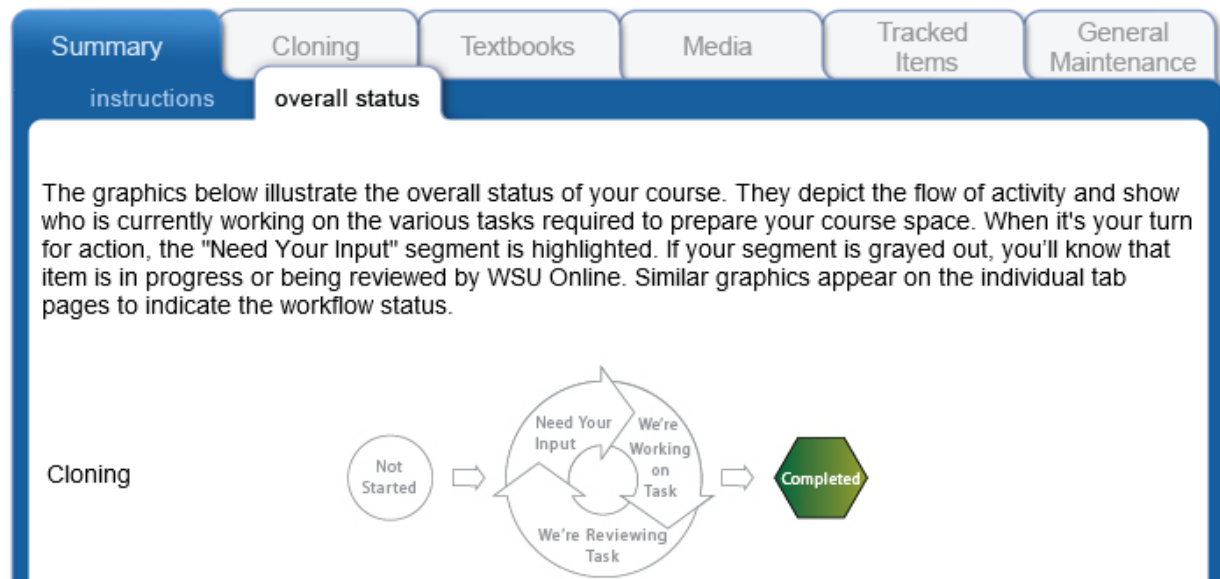 Summary
Cloning
Textbooks
Media
Tracked
Items
General
Maintenance
instructions
overall status
The graphics below illustrate the overall status of your course. They depict the flow of activity and show
who is currently working on the various tasks required to prepare your course space. When it's your turn
for action, the "Need Your Input" segment is highlighted. If your segment is grayed out, you'll know that
item is in progress or being reviewed by WSU Online. Similar graphics appear on the individual tab
pages to indicate the workflow status.
Cloning
Not
Started
Need Your
Input
We're
Working
on
Task
We're Reviewing
Task
Completed